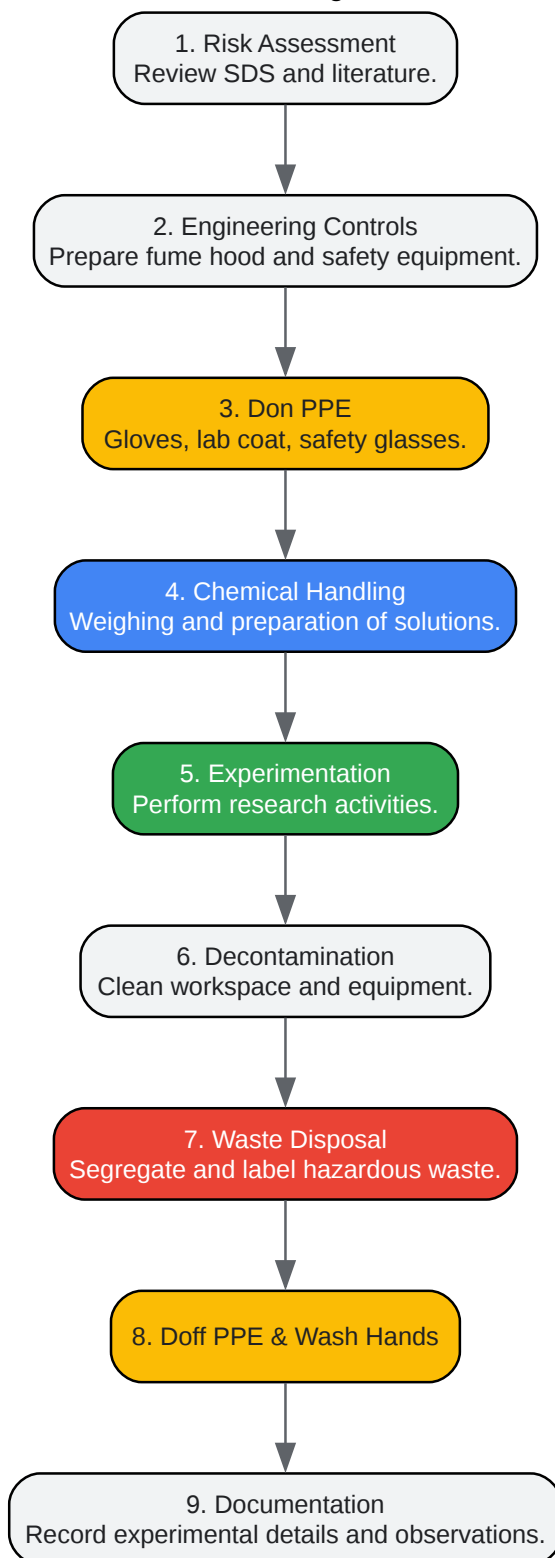 1. Risk Assessment
Review SDS and literature.
2. Engineering Controls
Prepare fume hood and safety equipment.
3. Don PPE
Gloves, lab coat, safety glasses.
4. Chemical Handling
Weighing and preparation of solutions.
5. Experimentation
Perform research activities.
6. Decontamination
Clean workspace and equipment.
7. Waste Disposal
Segregate and label hazardous waste.
8. Doff PPE & Wash Hands
9. Documentation
Record experimental details and observations.